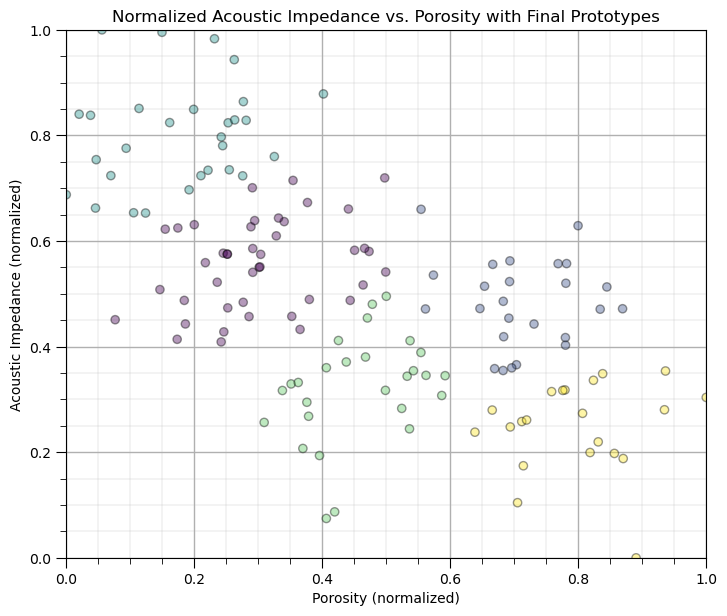 Normalized Acoustic Impedance vs. Porosity with Final Prototypes
1.0
0.8
0.6
0.4
0.2
0.0
Acoustic Impedance (normalized)
0.0 0.2 0.4 0.6 0.8 1.0
Porosity (normalized)